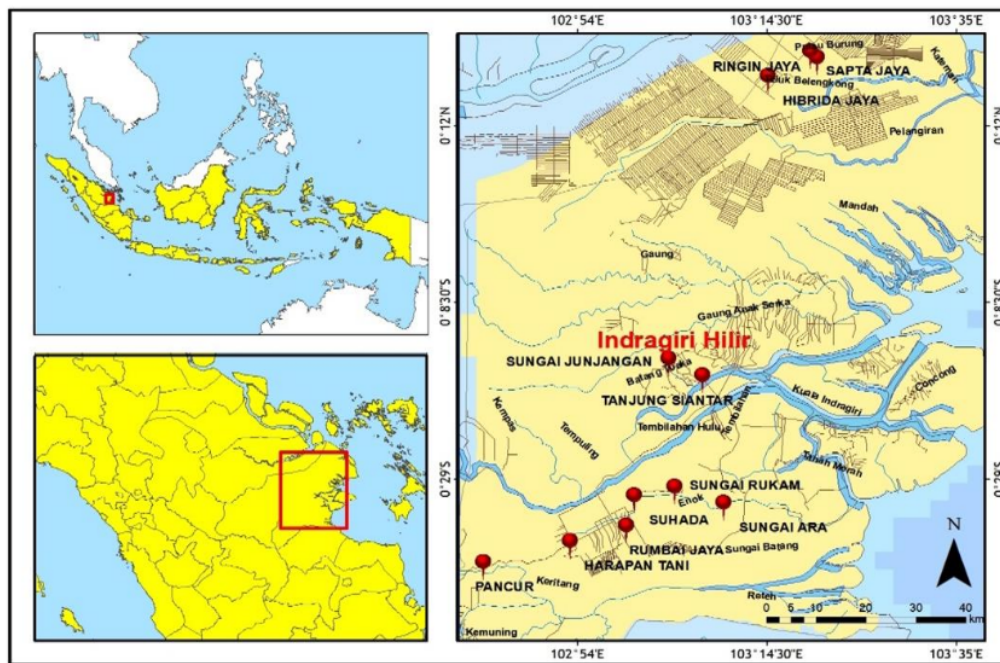 102°54'E 103°14'30"E 103°35'E
Pulau Burung
RINGIN JAYA
SAPTA JAYA
Kateman
Teluk Belengkong
HIBRIDA JAYA
0°12'N
Pelangiran
Mandah
Gaung
0°8'30"S
Gaung Anak Serka
Indragiri Hilir
SUNGAI JUNJANGAN
Batang Tuaka
TANJUNG SIANTAR
Kuala Indragiri
Concong
Kempas
Tembilahan
Tempuling
Tembilahan Hulu
Tanah Merah
0°29'S
SUNGAI RUKAM
Enok
SUHADA
SUNGAI ARA
RUMBAI JAYA
Sungai Batang
HARAPAN TANI
PANCUR
Keritang
Reteh
N
0 5 10 20 30 40
km
Kemuning
102°54'E 103°14'30"E 103°35'E